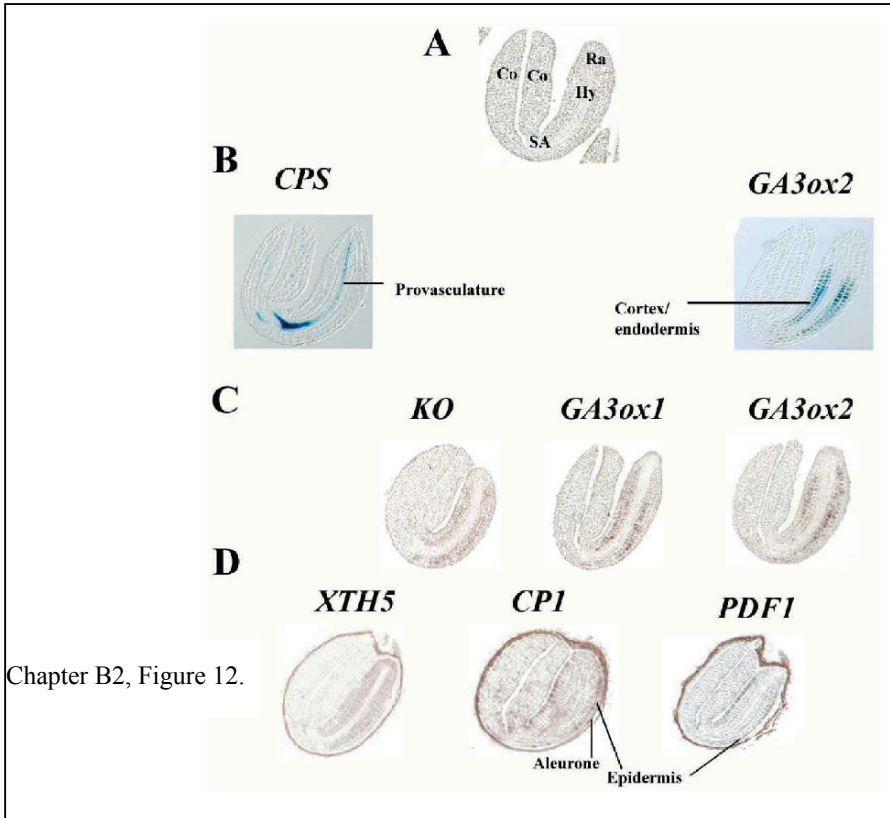 A
Co Co Ra
Hy
SA
B
CPS GA3ox2
Provasculature
Cortex/
endodermis
C
KO GA3ox1 GA3ox2
D
XTH5 CP1 PDF1
Chapter B2, Figure 12.
Aleurone
Epidermis